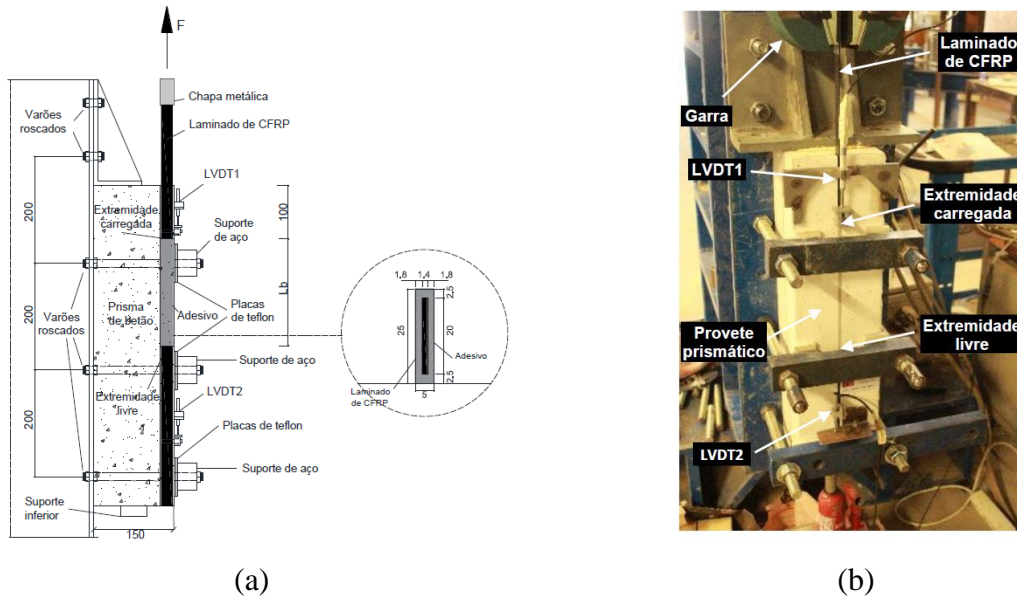 F
Chapa metálica
Varões
roscados
Laminado de CFRP
LVDT1
200
Extremidade
carregada
100
Suporte
de aço
Lb
Placas
de teflon
200
Prisma
de betão
Adesivo
Varões
roscados
Suporte de aço
Extremidade
livre
LVDT2
200
Placas de teflon
Suporte de aço
Suporte
inferior
150
1,8 1,4 1,8
2,5
25
20
Adesivo
2,5
Laminado
de CFRP
5
(a)
Laminado
de CFRP
Garra
LVDT1
Extremidade
carregada
Provete
prismático
Extremidade
livre
LVDT2
(b)